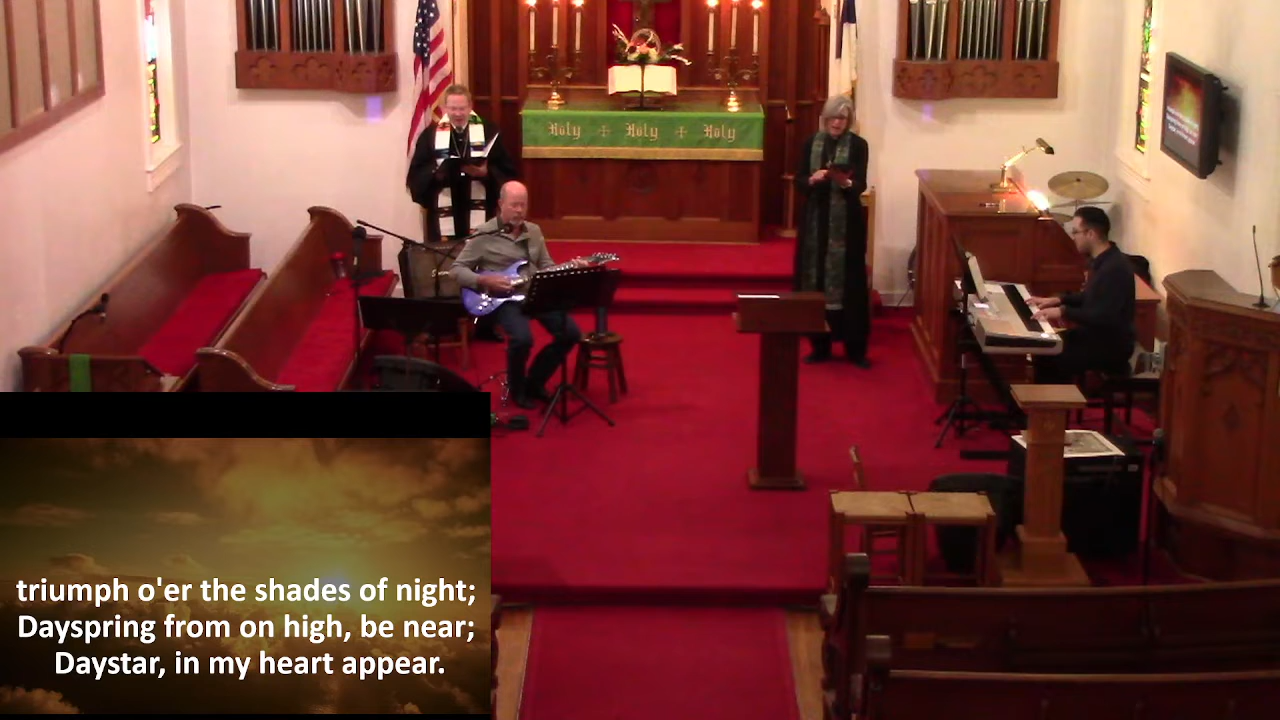 Holy Holy Holy
triumph o'er the shades of night;
Dayspring from on high, be near;
Daystar, in my heart appear.